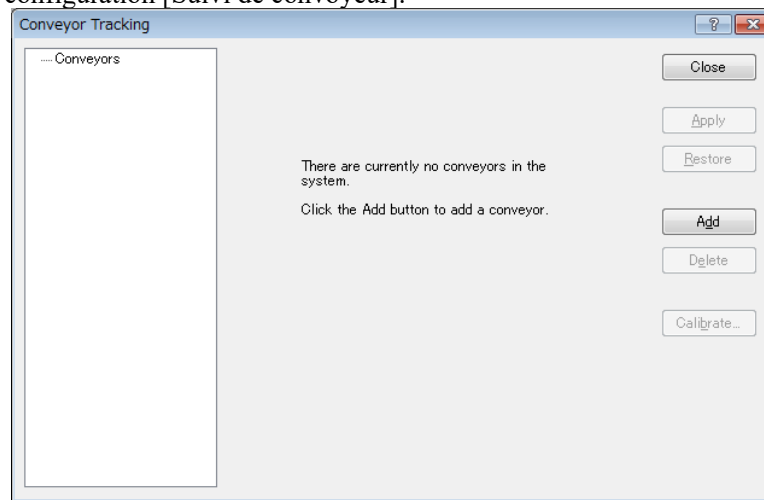 configuration [Suivi de convoyeur].
Conveyor Tracking
Conveyors
Close
Apply
Restore
There are currently no conveyors in the
system.
Click the Add button to add a conveyor.
Add
Delete
Calibrate...